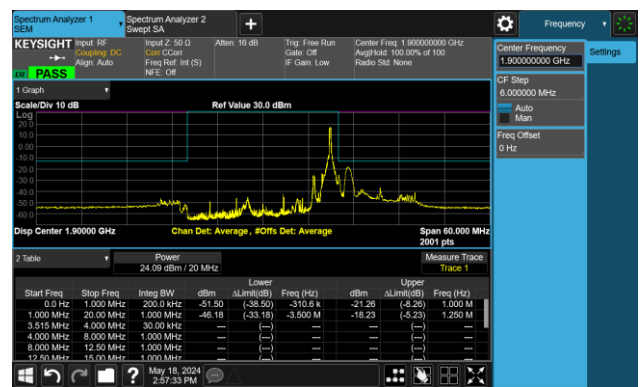 Spectrum Analyzer 1
SEM
Spectrum Analyzer 2
Swept SA
+
Frequency
KEYSIGHT
Input: RF
Coupling: DC
Align: Auto
Input Z: 50 Ω
Corr CCorr
Freq Ref: Int (S)
NFE: Off
Atten: 16 dB
Trig: Free Run
Gate: Off
IF Gain: Low
Center Freq: 1.900000000 GHz
Avg|Hold: 100.00% of 100
Radio Std: None
PASS
Center Frequency
1.900000000 GHz
Settings
CF Step
6.000000 MHz
Auto
Man
Freq Offset
0 Hz
1 Graph
Scale/Div 10 dB
Ref Value 30.0 dBm
Log
20.0
10.0
0.00
-10.0
-20.0
-30.0
-40.0
-50.0
-60.0
Disp Center 1.90000 GHz
Chan Det: Average, #Offs Det: Average
Span 60.000 MHz
2001 pts
2 Table
Power
24.09 dBm / 20 MHz
Measure Trace
Trace 1
Lower Upper
Start Freq Stop Freq Integ BW dBm ΔLimit(dB) Freq (Hz) dBm ΔLimit(dB) Freq (Hz)
0.0 Hz 1.000 MHz 200.0 kHz -51.50 (-38.50) -310.6 k -21.26 (-8.26) 1.000 M
1.000 MHz 20.00 MHz 1.000 MHz -46.18 (-33.18) -3.500 M -18.23 (-5.23) 1.250 M
3.515 MHz 4.000 MHz 30.00 kHz --- (---) --- --- (---) ---
4.000 MHz 8.000 MHz 1.000 MHz --- (---) --- --- (---) ---
8.000 MHz 12.50 MHz 1.000 MHz --- (---) --- --- (---) ---
12.50 MHz 15.00 MHz 1.000 MHz --- (---) --- --- (---) ---
?
May 18, 2024
2:57:33 PM